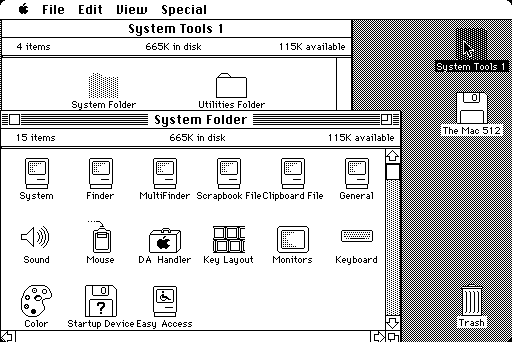 File Edit View Special
System Tools 1
4 items 665K in disk 115K available
System Folder Utilities Folder
System Folder
15 items 665K in disk 115K available
System Finder MultiFinder Scrapbook File Clipboard File General
Sound Mouse DA Handler Key Layout Monitors Keyboard
Color Startup Device Easy Access
System Tools 1
The Mac 512
Trash